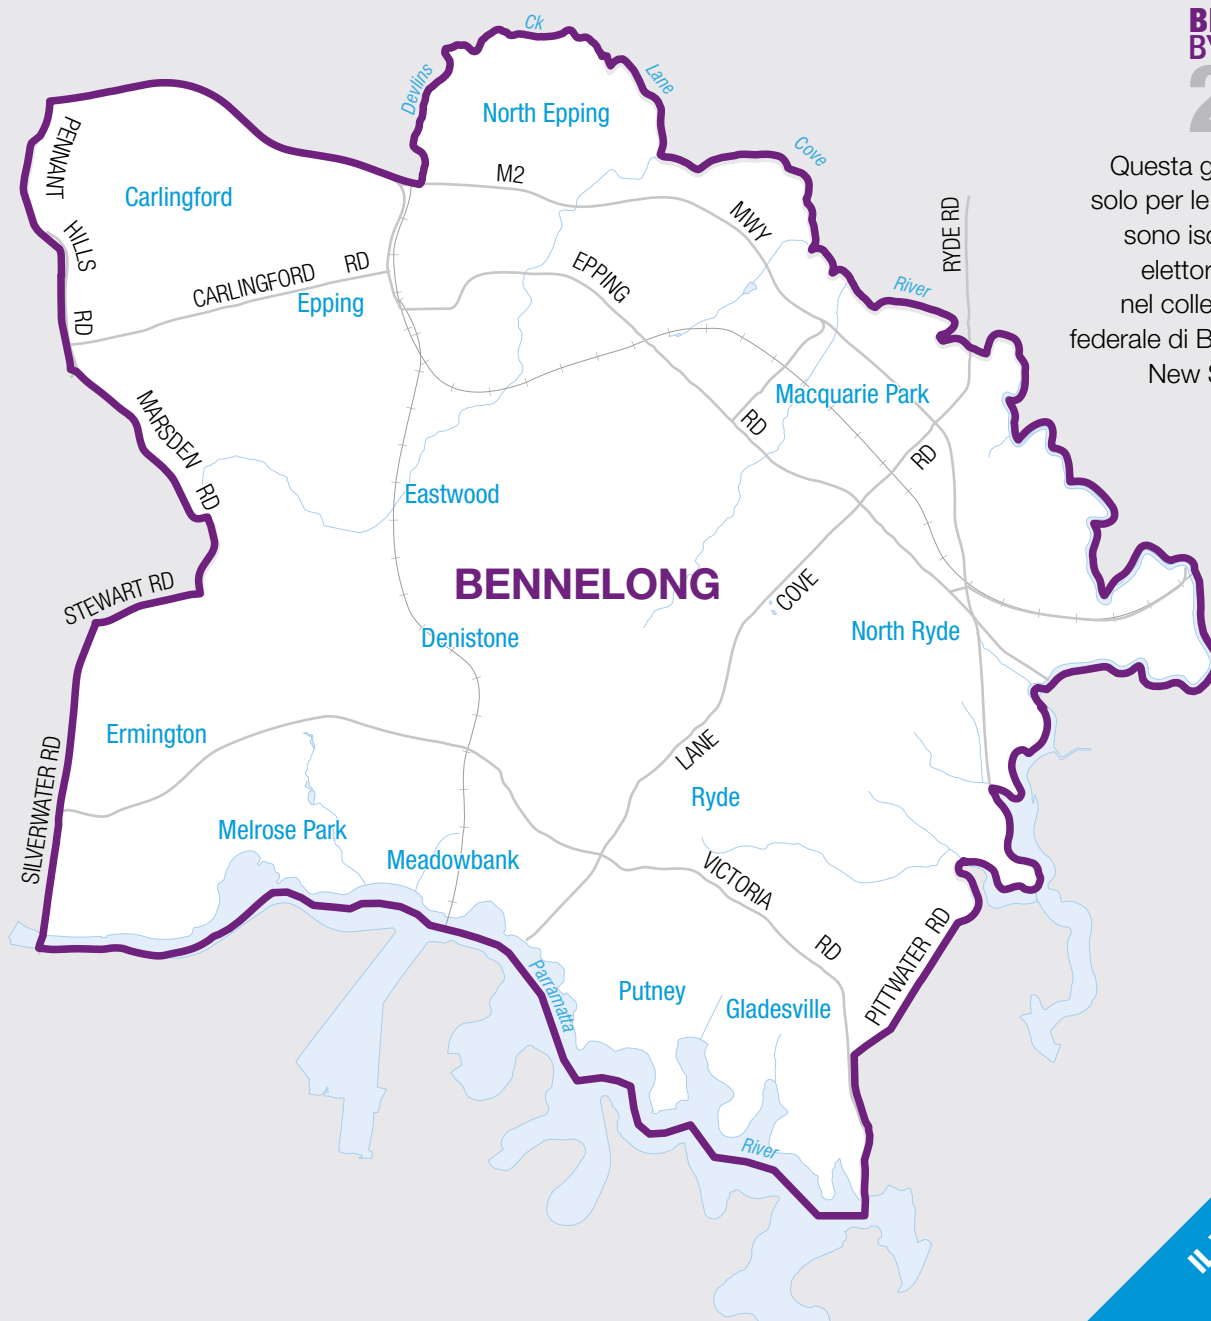 Ck
Devlins
Lane
North Epping
Cove
M2
MWY
PENNANT
HILLS
RD
Carlingford
CARLINGFORD RD
Epping
EPPING
RD
River
RYDE RD
Macquarie Park
RD
MARSDEN
RD
Eastwood
BENNELONG
STEWART RD
COVE
Denistone
North Ryde
Ermington
LANE
SILVERWATER RD
Ryde
Melrose Park
Meadowbank
VICTORIA
RD
PITTWATER RD
Parramatta
Putney
Gladesville
River
Questa
solo per le
sono
nel
federale di
New
IL